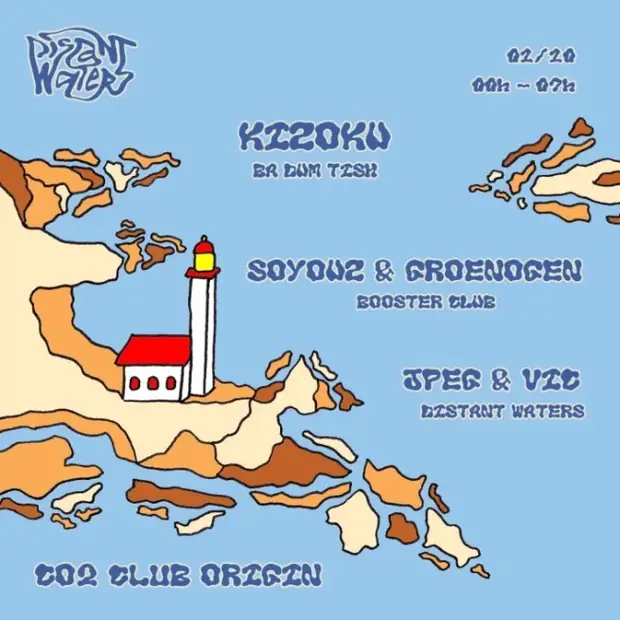 DISTANT
WATERS
02/20
00h - 07h
KIZOKU
BA DUM TISH
SOYOUZ & GROENOGEN
BOOSTER CLUB
JPEG & VIC
DISTANT WATERS
CO2 CLUB ORIGIN